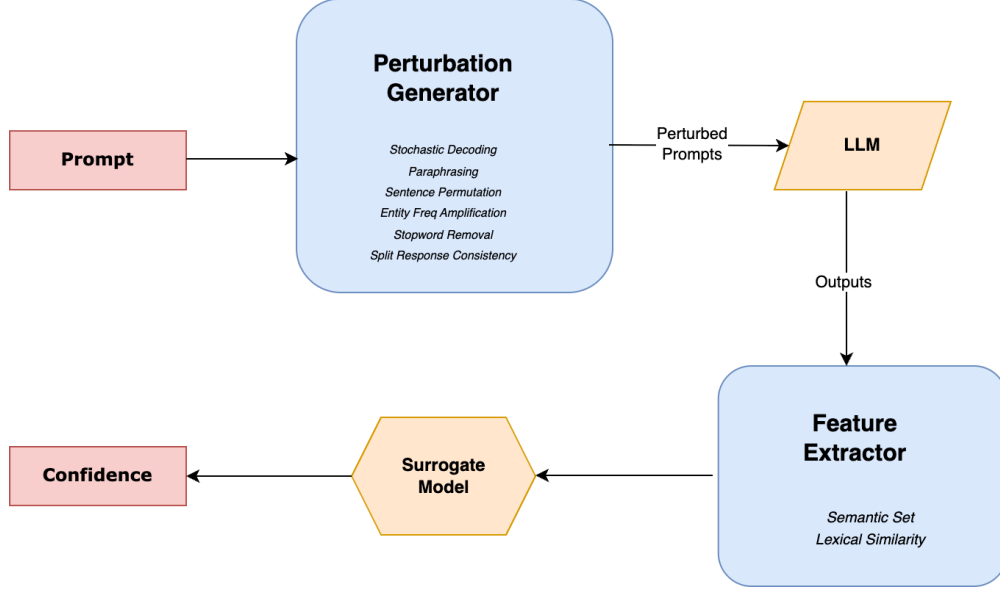 Perturbation
Generator
Stochastic Decoding
Paraphrasing
Sentence Permutation
Entity Freq Amplification
Stopword Removal
Split Response Consistency
Prompt
Perturbed
Prompts
LLM
Outputs
Feature
Extractor
Semantic Set
Lexical Similarity
Surrogate
Model
Confidence